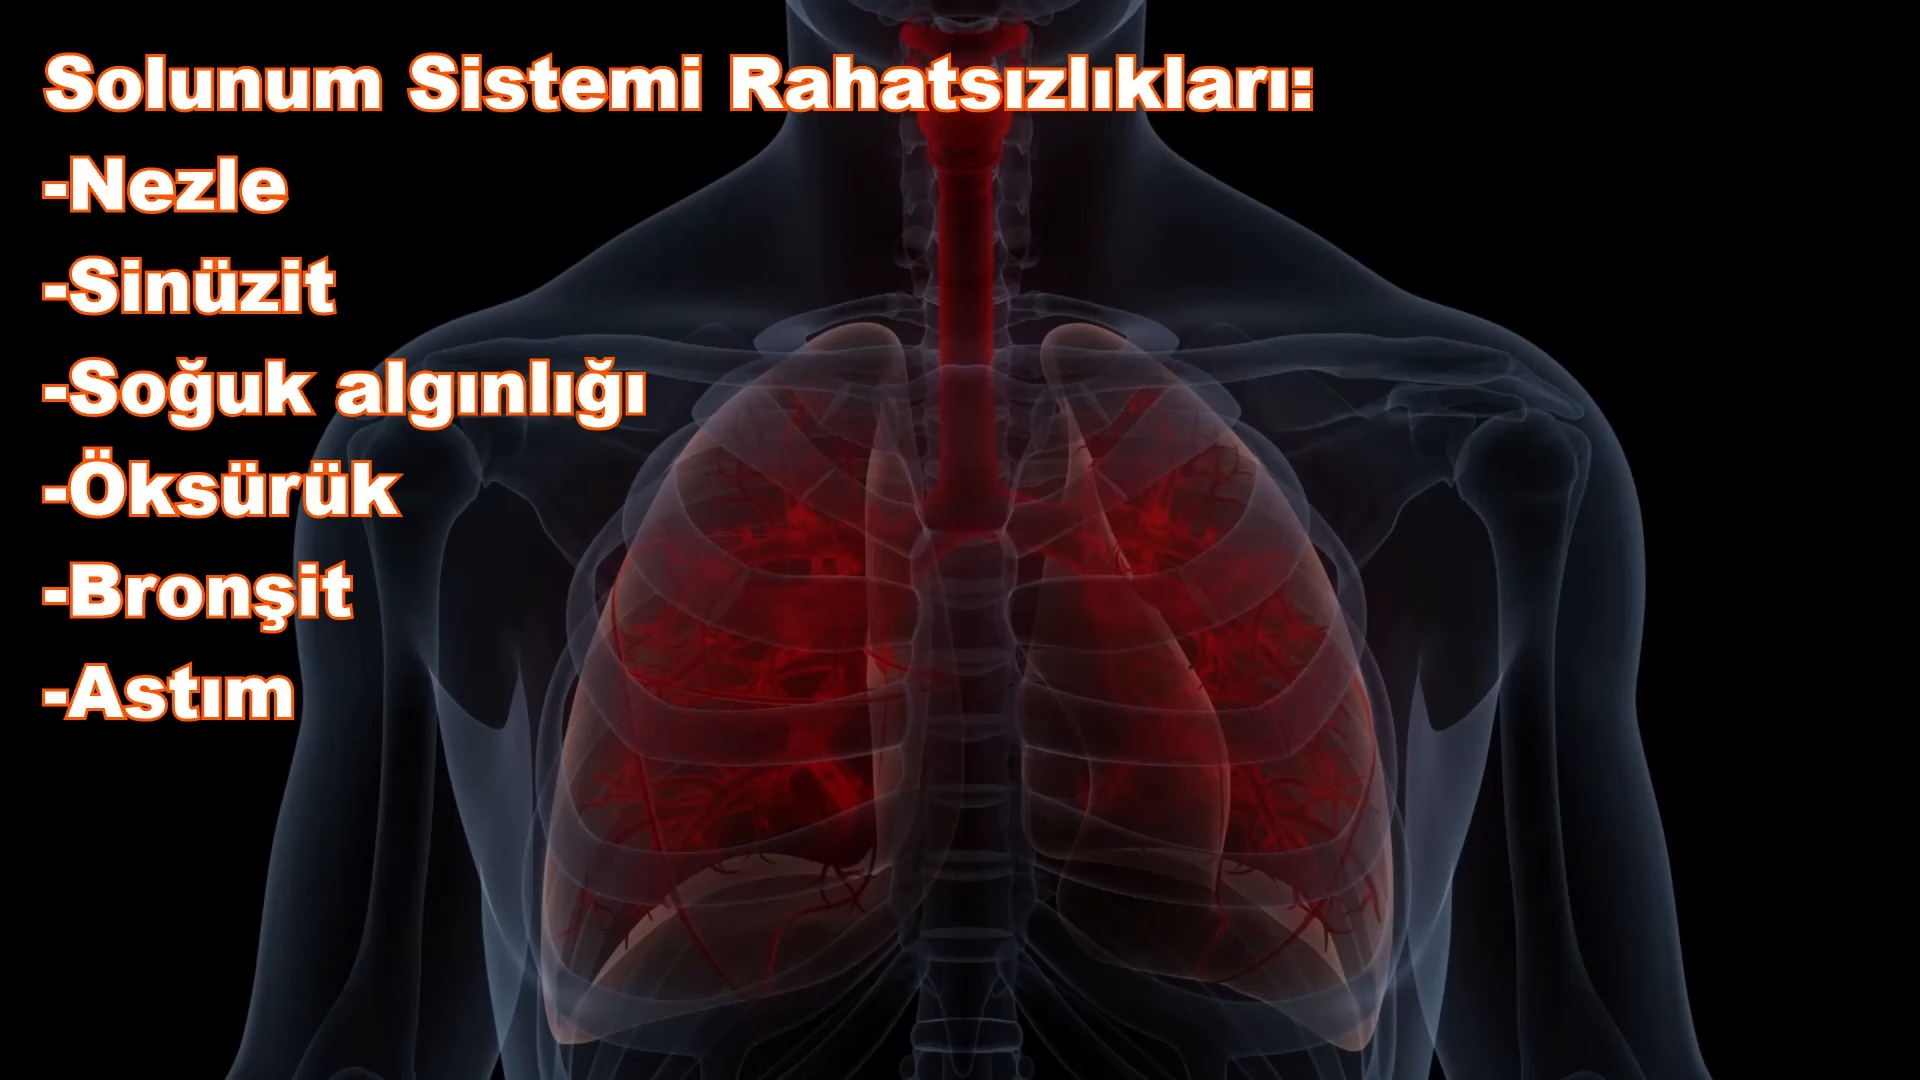 Solunum Sistemi Rahatsızlıkları:
-Nezle
-Sinüzit
-Soğuk algınlığı
-Öksürük
-Bronşit
-Astım